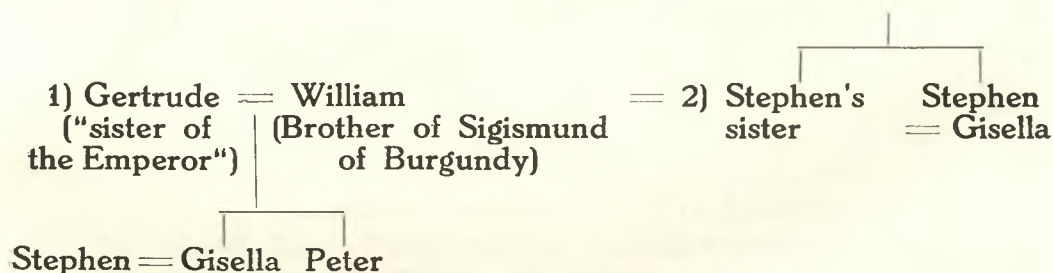 1) Gertrude = William = 2) Stephen's Stephen
("sister of (Brother of Sigismund sister = Gisella
the Emperor“) of Burgundy)
Stephen = Gisella Peter